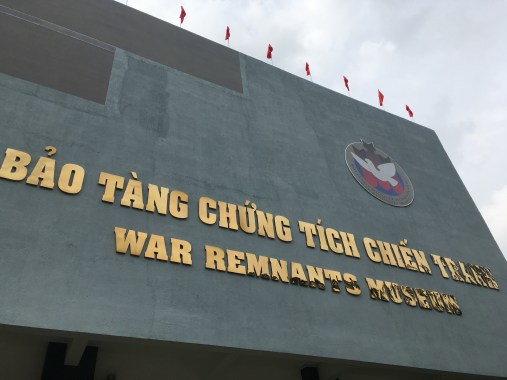 BẢO TÀNG CHỨNG TÍCH CHIẾN TRANH
WAR REMNANTS MUSEUM